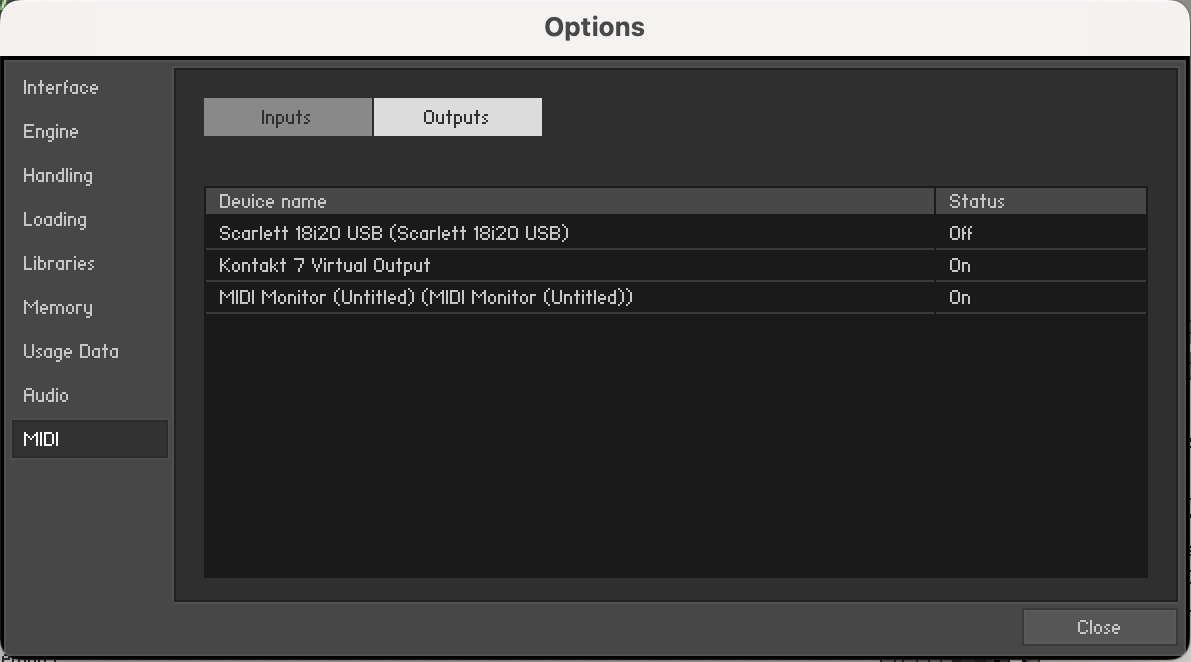 Options
Interface
Engine
Handling
Loading
Libraries
Memory
Usage Data
Audio
MIDI
Inputs Outputs
Device name Status
Scarlett 18i20 USB (Scarlett 18i20 USB) Off
Kontakt 7 Virtual Output On
MIDI Monitor (Untitled) (MIDI Monitor (Untitled)) On
Close